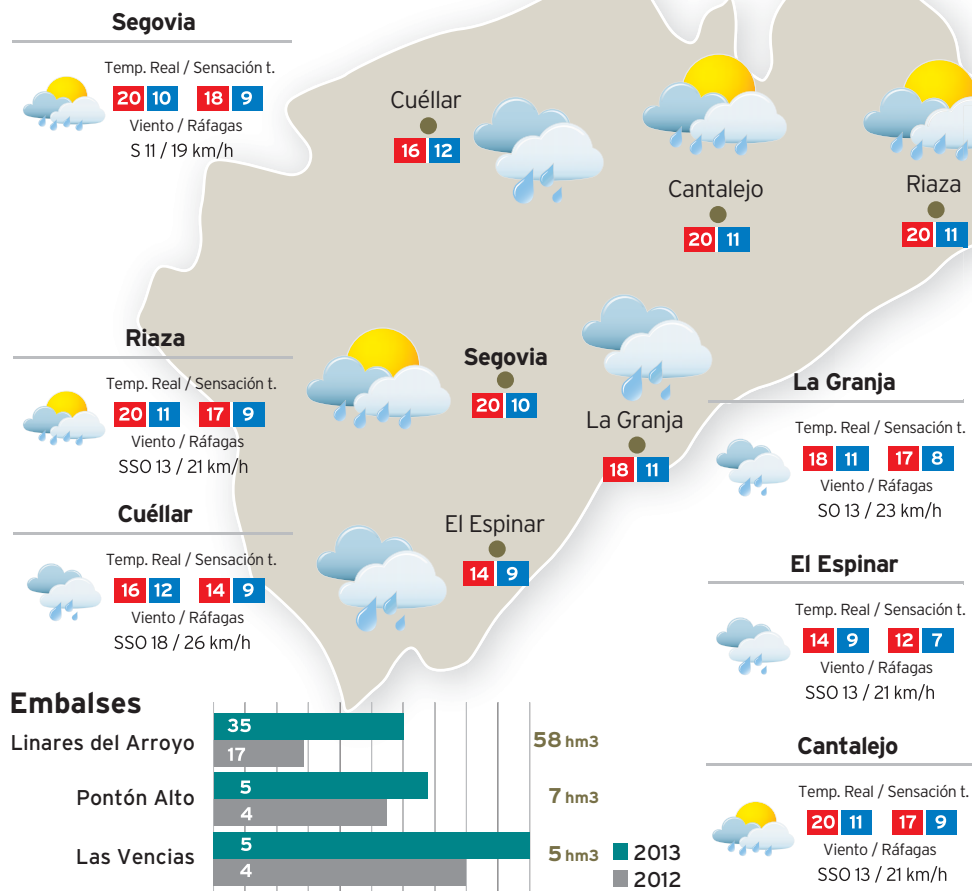 Segovia
Temp. Real / Sensación t.
20 10 18 9
Viento / Ráfagas
S 11 / 19 km/h
Riaza
Temp. Real / Sensación t.
20 11 17 9
Viento / Ráfagas
SSO 13 / 21 km/h
Cuéllar
Temp. Real / Sensación t.
16 12 14 9
Viento / Ráfagas
SSO 18 / 26 km/h
Cuéllar
16 12
Cantalejo
20 11
Riaza
20 11
Segovia
20 10
La Granja
18 11
El Espinar
14 9
La Granja
Temp. Real / Sensación t.
18 11 17 8
Viento / Ráfagas
SO 13 / 23 km/h
El Espinar
Temp. Real / Sensación t.
14 9 12 7
Viento / Ráfagas
SSO 13 / 21 km/h
Cantalejo
Temp. Real / Sensación t.
20 11 17 9
Viento / Ráfagas
SSO 13 / 21 km/h
Embalses
Linares del Arroyo
35
17
58 hm3
Pontón Alto
5
4
7 hm3
Las Vencias
5
4
5 hm3
2013
2012